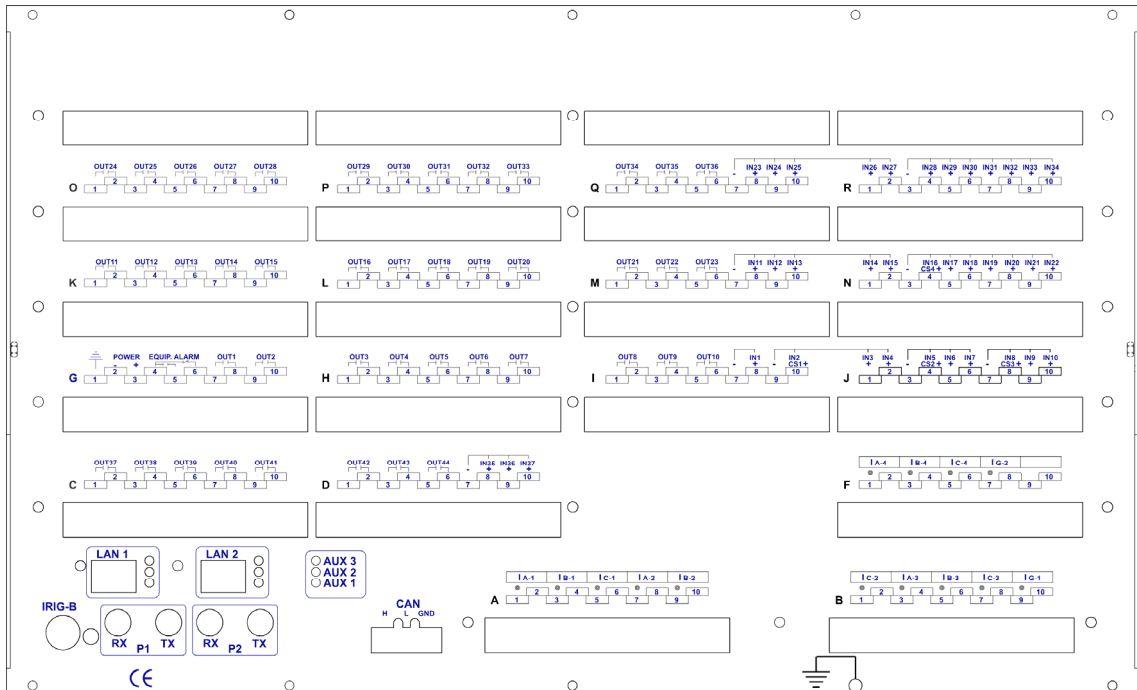 OUT24 OUT25 OUT26 OUT27 OUT28
O 1 2 3 4 5 6 7 8 9 10
OUT29 OUT30 OUT31 OUT32 OUT33
P 1 2 3 4 5 6 7 8 9 10
OUT34 OUT35 OUT36 - IN23 + IN24 + IN25 +
Q 1 2 3 4 5 6 7 8 9 10
IN26 + IN27 + - IN28 + IN29 + IN30 + IN31 + IN32 + IN33 + IN34 +
R 1 2 3 4 5 6 7 8 9 10
OUT11 OUT12 OUT13 OUT14 OUT15
K 1 2 3 4 5 6 7 8 9 10
OUT16 OUT17 OUT18 OUT19 OUT20
L 1 2 3 4 5 6 7 8 9 10
OUT21 OUT22 OUT23 - IN11 + IN12 + IN13 +
M 1 2 3 4 5 6 7 8 9 10
IN14 + IN15 + - IN16 CS4+ IN17 + IN18 + IN19 + IN20 + IN21 + IN22 +
N 1 2 3 4 5 6 7 8 9 10
POWER - + EQUIP. ALARM OUT1 OUT2
G 1 2 3 4 5 6 7 8 9 10
OUT3 OUT4 OUT5 OUT6 OUT7
H 1 2 3 4 5 6 7 8 9 10
OUT8 OUT9 OUT10 - IN1 + - IN2 CS1+
I 1 2 3 4 5 6 7 8 9 10
IN3 + IN4 + - IN5 CS2+ IN6 + IN7 + - IN8 CS3+ IN9 + IN10 +
J 1 2 3 4 5 6 7 8 9 10
OUT37 OUT38 OUT39 OUT40 OUT41
C 1 2 3 4 5 6 7 8 9 10
OUT42 OUT43 OUT44 - IN35 + IN36 + IN37 +
D 1 2 3 4 5 6 7 8 9 10
IA-4 IB-4 IC-4 IG-2
F 1 2 3 4 5 6 7 8 9 10
LAN 1
LAN 2
AUX 3
AUX 2
AUX 1
IA-1 IB-1 IC-1 IA-2 IB-2
A 1 2 3 4 5 6 7 8 9 10
IC-2 IA-3 IB-3 IC-3 IG-1
B 1 2 3 4 5 6 7 8 9 10
IRIG-B
RX P1 TX
RX P2 TX
CAN
H L GND
CE